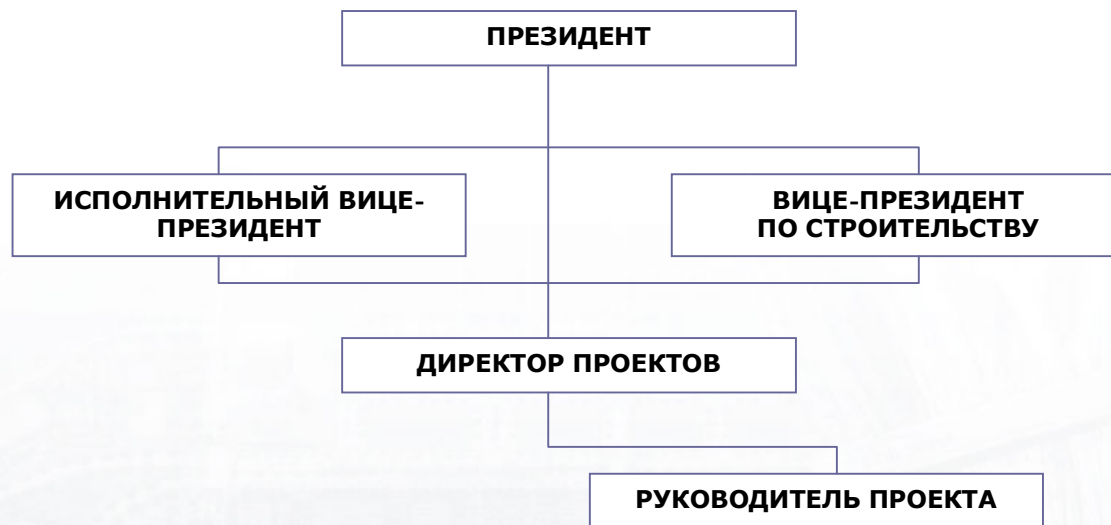 ПРЕЗИДЕНТ
ИСПОЛНИТЕЛЬНЫЙ ВИЦЕ-
ПРЕЗИДЕНТ
ВИЦЕ-ПРЕЗИДЕНТ
ПО СТРОИТЕЛЬСТВУ
ДИРЕКТОР ПРОЕКТОВ
РУКОВОДИТЕЛЬ ПРОЕКТА